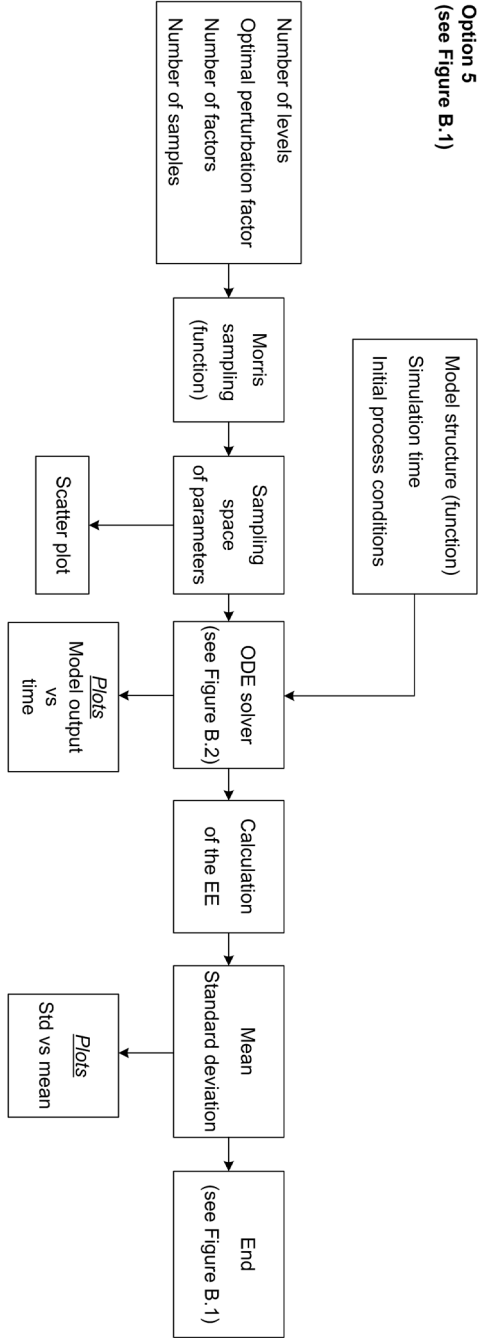 Option 5
(see Figure B.1)
Model structure (function)
Simulation time
Initial process conditions
Number of levels
Optimal perturbation factor
Number of factors
Number of samples
Morris
sampling
(function)
Sampling
space
of parameters
ODE solver
(see Figure B.2)
Calculation
of the EE
Mean
Standard deviation
End
(see Figure B.1)
Scatter plot
Plots
Model output
vs
time
Plots
Std vs mean